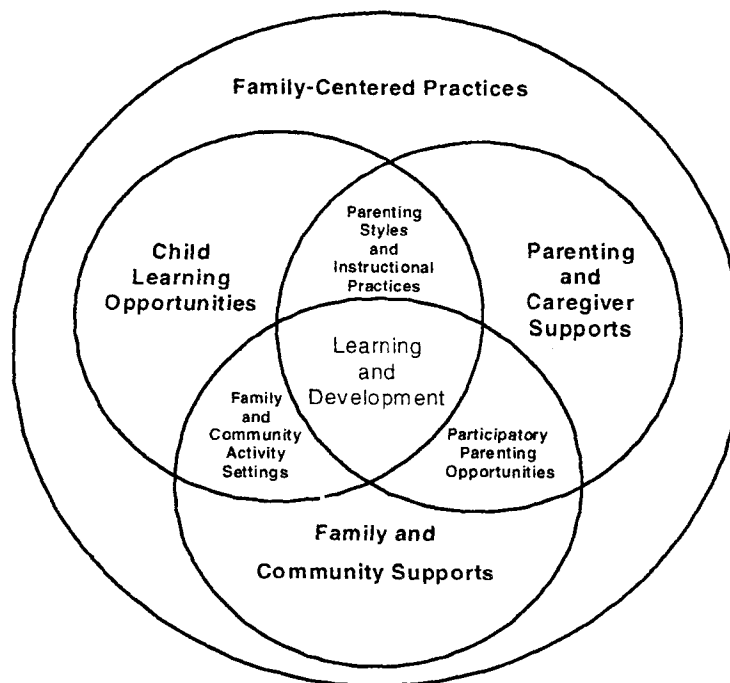 Family-Centered Practices
Parenting
Styles
and
Instructional
Practices
Child
Learning
Opportunities
Parenting
and
Caregiver
Supports
Learning
and
Development
Family
and
Community
Activity
Settings
Participatory
Parenting
Opportunities
Family and
Community Supports